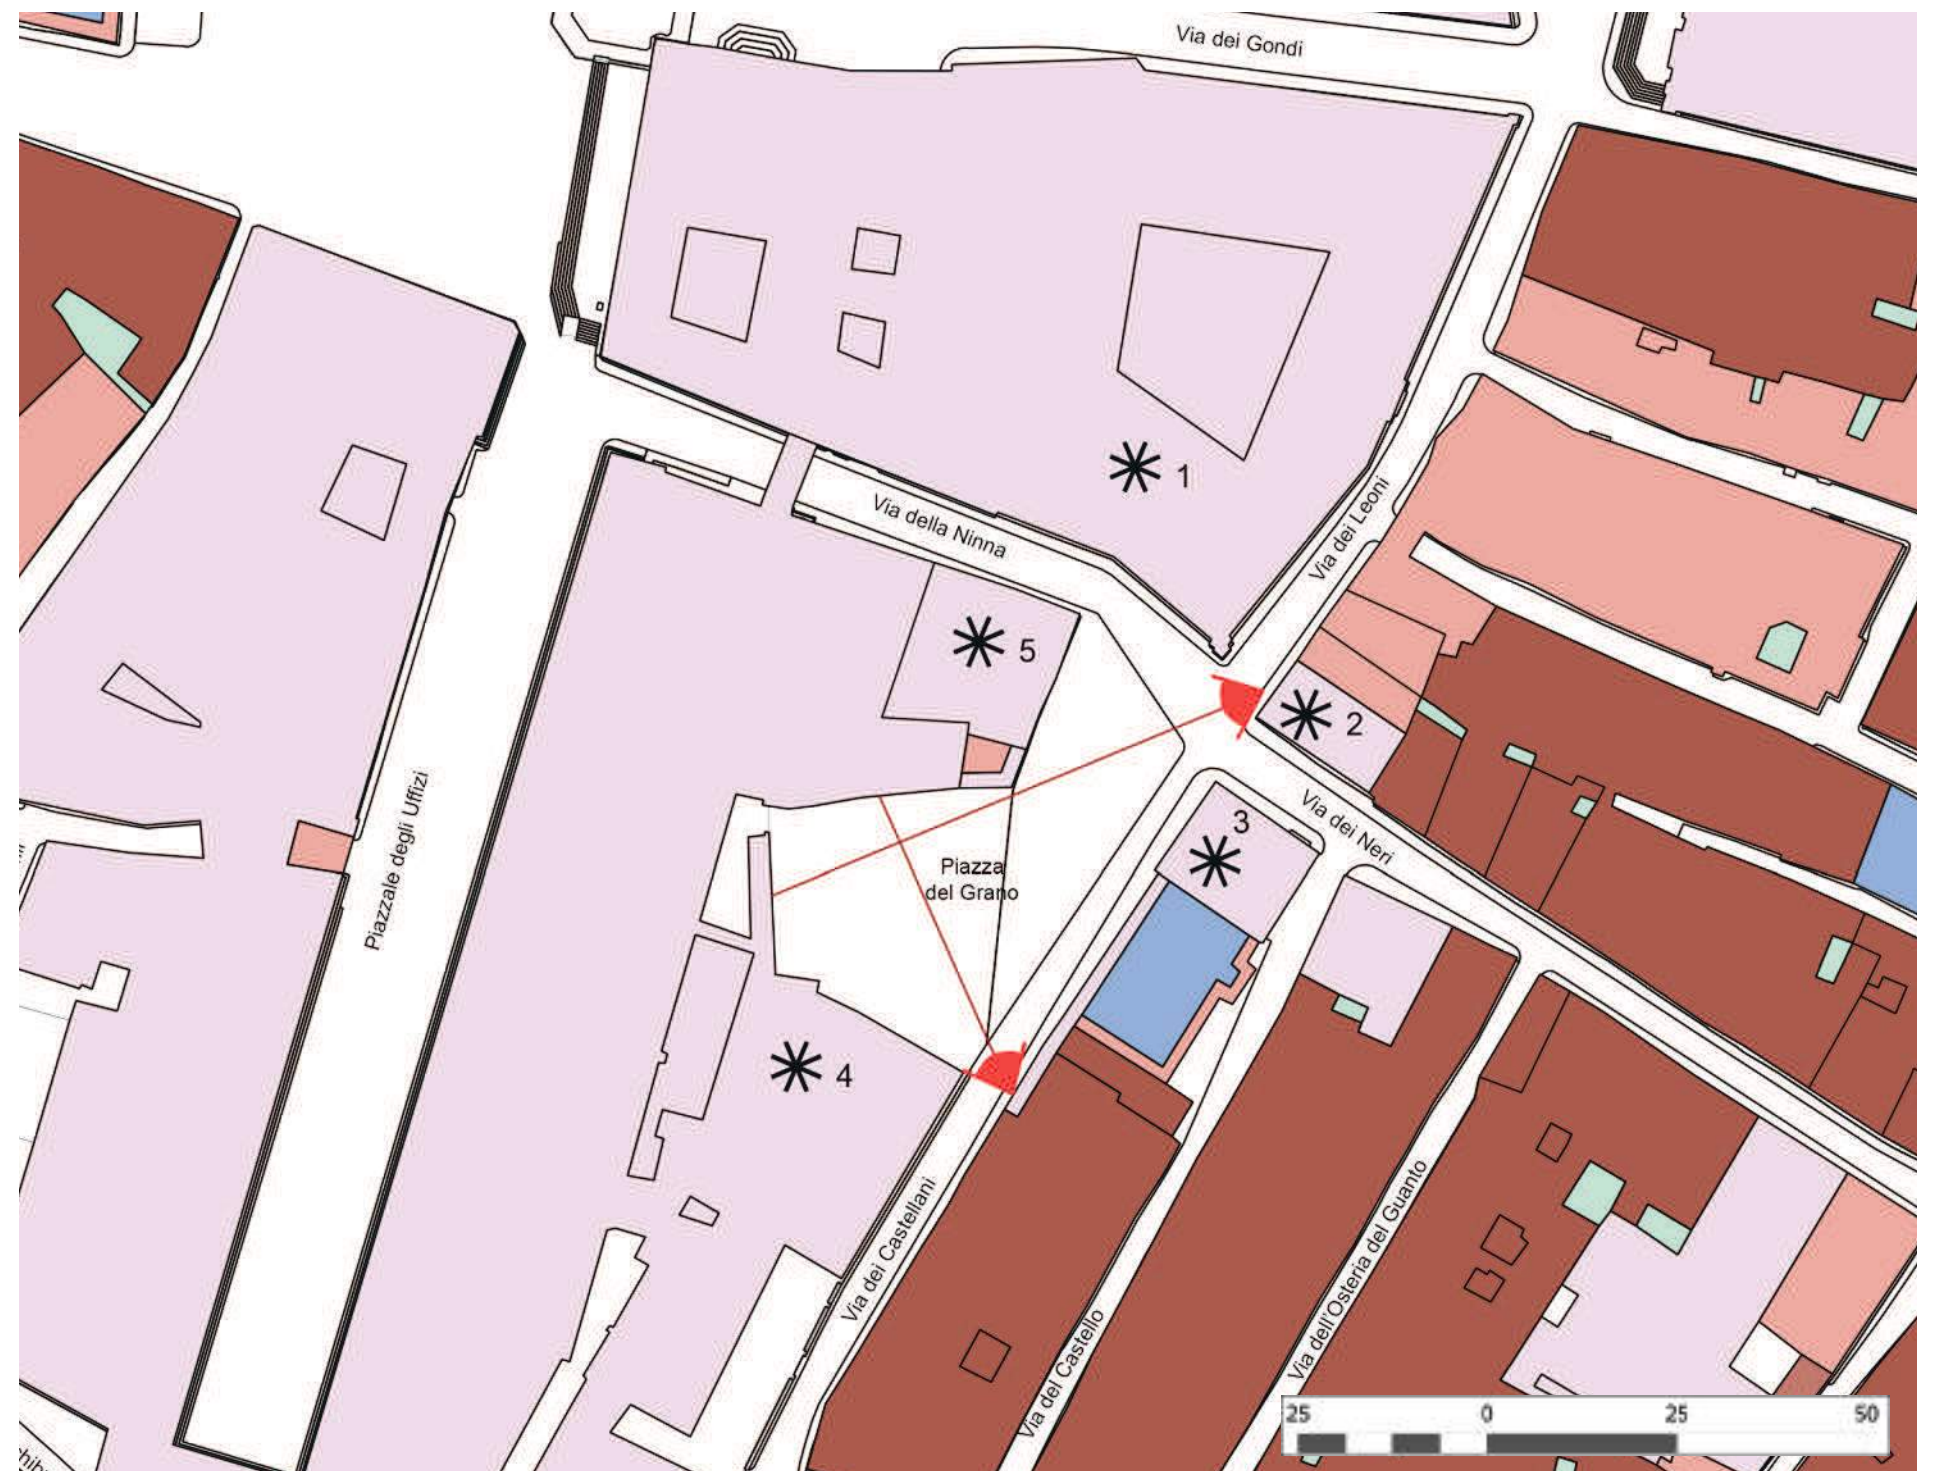 Via dei Gondi
1
Via della Ninna
Via dei Leoni
5
2
Piazzale degli Uffizi
3
Via dei Neri
Piazza
del Grano
4
Via dei Castellani
Via del Castello
Via dell'Osteria del Guanto
25 0 25 50